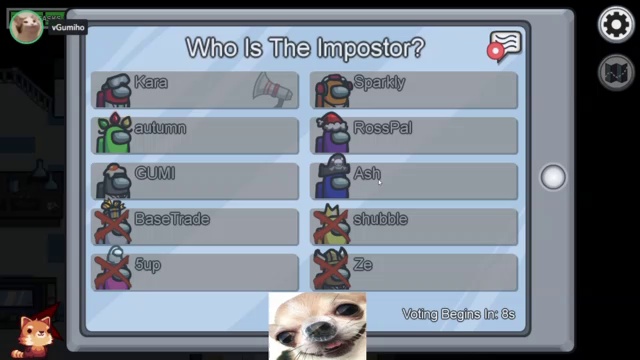 vGumiho
Who Is The Impostor?
Kara
Sparkly
autumn
RossPal
GUMI
Ash
BaseTrade
shubble
5up
Ze
Voting Begins In: 8s